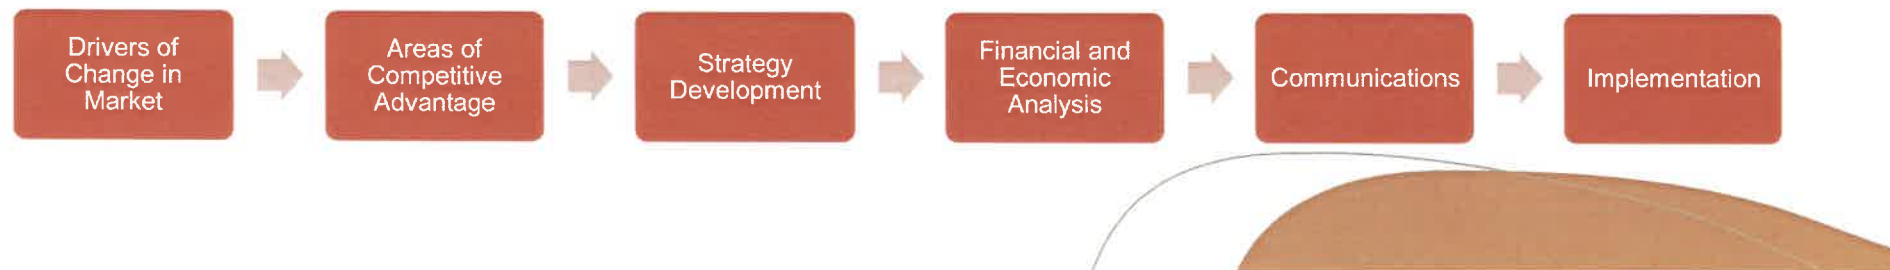 Drivers of
Change in
Market
Areas of
Competitive
Advantage
Strategy
Development
Financial and
Economic
Analysis
Communications
Implementation